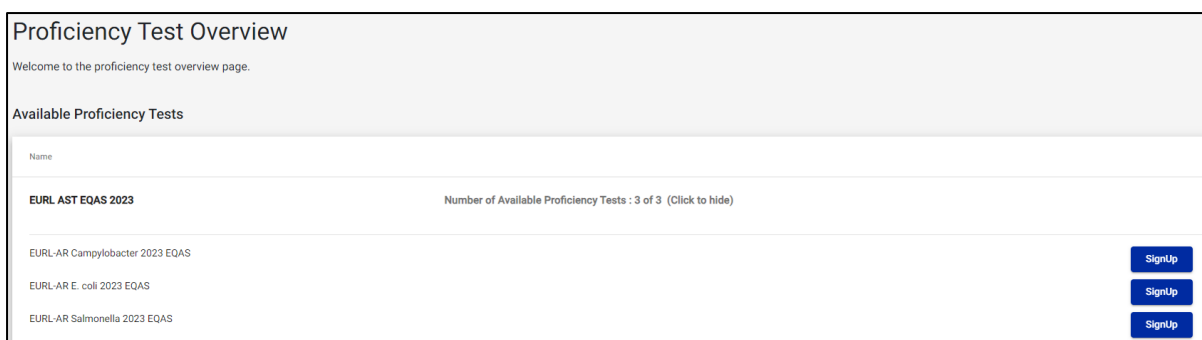 Proficiency Test Overview
Welcome to the proficiency test overview page.
Available Proficiency Tests
Name
EURL AST EQAS 2023 Number of Available Proficiency Tests : 3 of 3 (Click to hide)
EURL-AR Campylobacter 2023 EQAS SignUp
EURL-AR E. coli 2023 EQAS SignUp
EURL-AR Salmonella 2023 EQAS SignUp